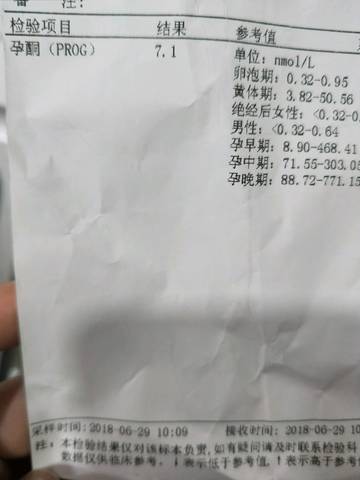 备 注:
检验项目 结果 参考值
孕酮(PROG) 7.1 单位: nmol/L
卵泡期: 0.32-0.95
黄体期: 3.82-50.56
绝经后女性: <0.32-0.
男性: <0.32-0.64
孕早期: 8.90-468.41
孕中期: 71.55-303.05
孕晚期: 88.72-771.15
采样时间:2018-06-29 10:09 接收时间: 2018-06-29 10
注: 本检验结果仅对该标本负责,如有疑问请及时联系检验科
数据仅供临床参考。↓表示低于参考值,↑表示高于参考